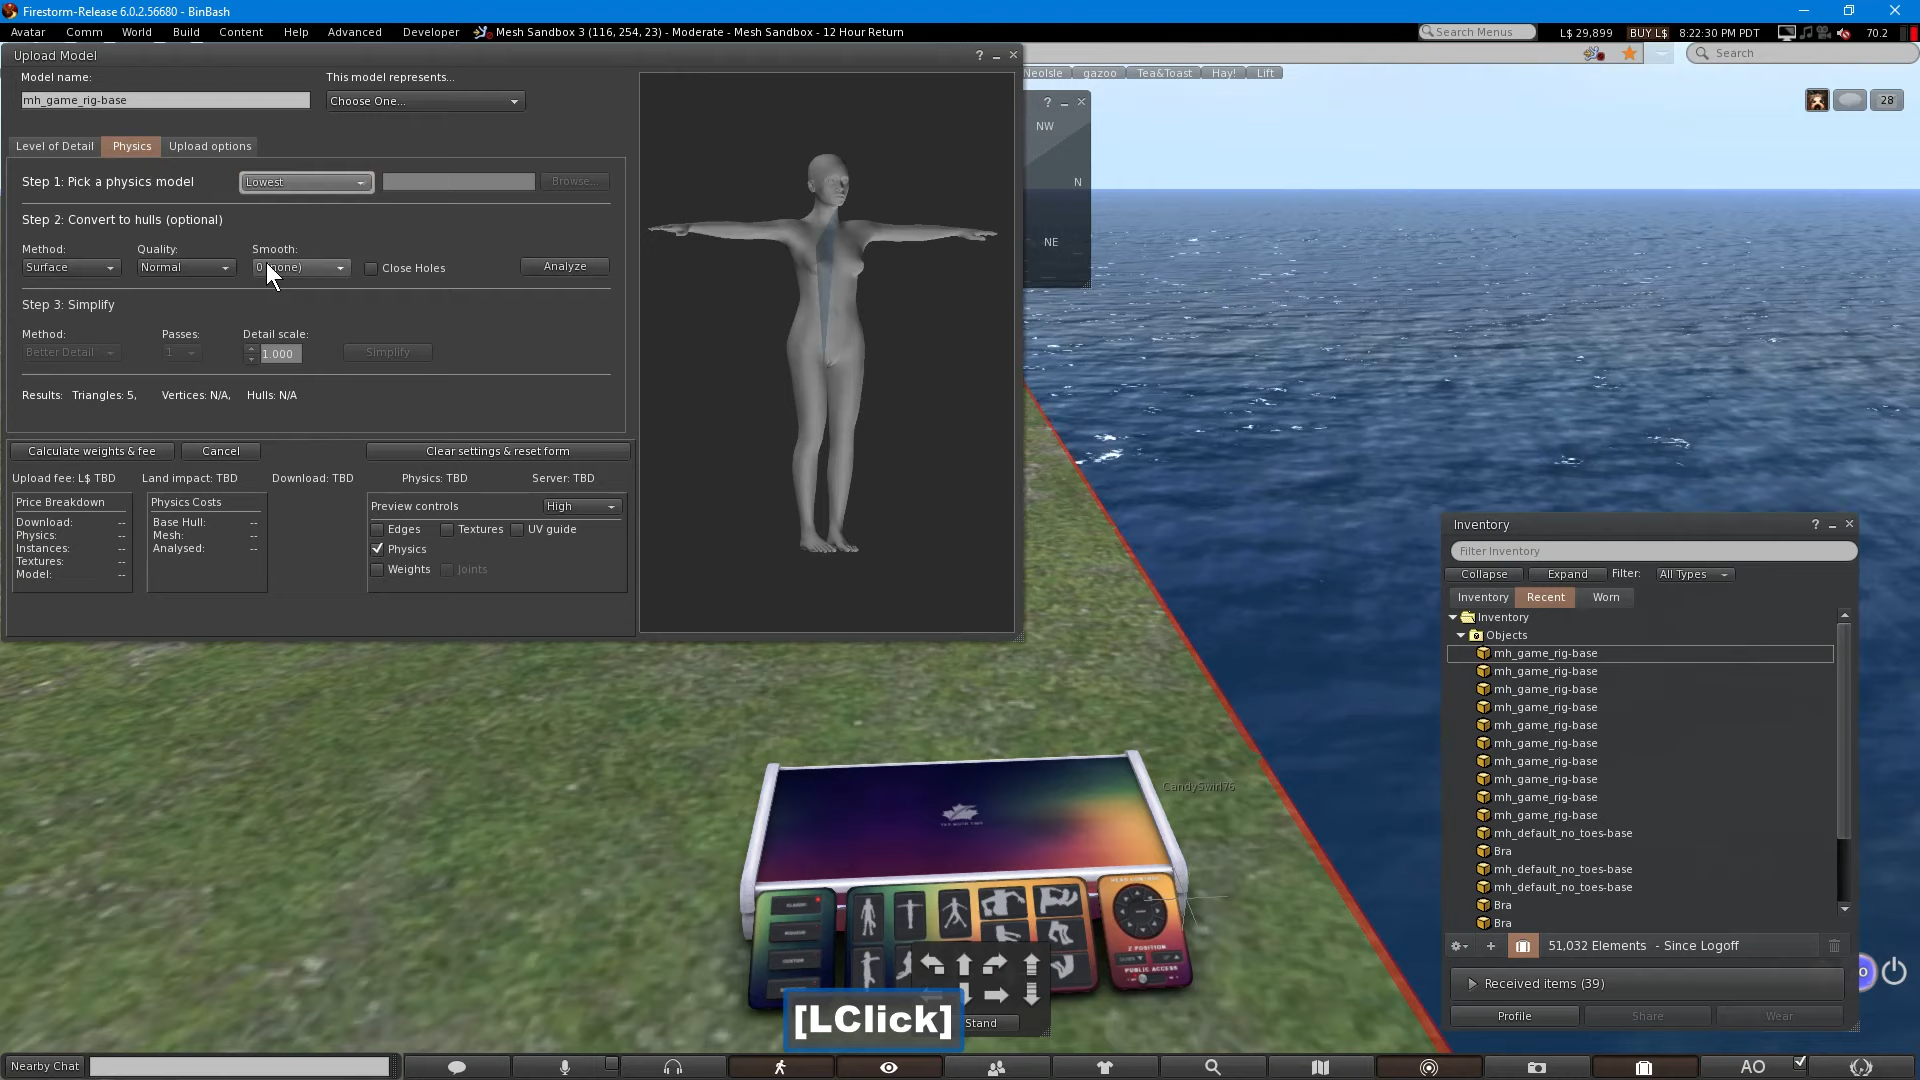 Firestorm-Release 6.0.2.56680 - BinBash
Avatar Comm World Build Content Help Advanced Developer Mesh Sandbox 3 (116, 254, 23) - Moderate - Mesh Sandbox - 12 Hour Return Search Menus L$ 29,899 BUY L$ 8:22:30 PM PDT 70.2
Upload Model ? Search
NeoIsle gazoo Tea&Toast Hay! Lift
Model name: This model represents...
mh_game_rig-base Choose One...
28
NW
N
NE
Level of Detail Physics Upload options
Step 1: Pick a physics model Lowest Browse...
Step 2: Convert to hulls (optional)
Method: Quality: Smooth:
Surface Normal 0 (none) Close Holes Analyze
Step 3: Simplify
Method: Passes: Detail scale:
Better Detail 1 1.000 Simplify
Results: Triangles: 5, Vertices: N/A, Hulls: N/A
Calculate weights & fee Cancel Clear settings & reset form
Upload fee: L$ TBD Land impact: TBD Download: TBD Physics: TBD Server: TBD
Price Breakdown
Download: --
Physics: --
Instances: --
Textures: --
Model: --
Physics Costs
Base Hull: --
Mesh: --
Analysed: --
Preview controls High
Edges Textures UV guide
Physics
Weights Joints
Inventory ?
Filter Inventory
Collapse Expand Filter: All Types
Inventory Recent Worn
Inventory
Objects
mh_game_rig-base
mh_game_rig-base
mh_game_rig-base
mh_game_rig-base
mh_game_rig-base
mh_game_rig-base
mh_game_rig-base
mh_game_rig-base
mh_game_rig-base
mh_game_rig-base
mh_default_no_toes-base
Bra
mh_default_no_toes-base
mh_default_no_toes-base
Bra
Bra
51,032 Elements - Since Logoff
Received items (39)
Profile Share Wear
CandySwirl76
Z POSITION
PUBLIC ACCESS
[LClick]
Stand
Nearby Chat AO